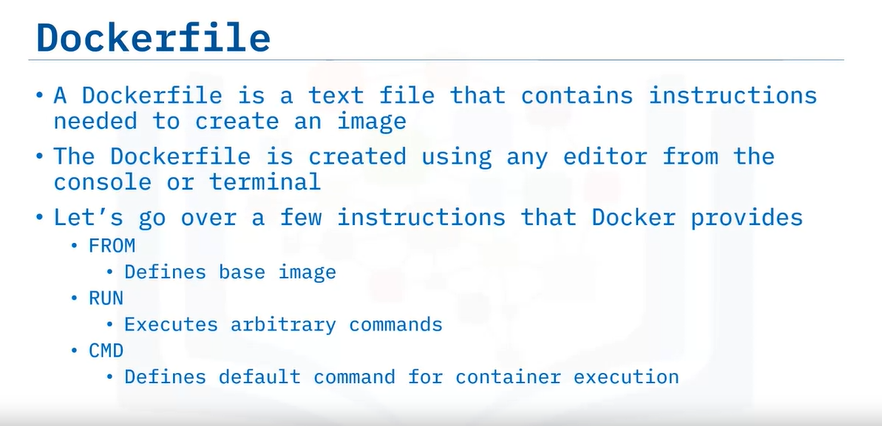 Dockerfile
• A Dockerfile is a text file that contains instructions
needed to create an image
• The Dockerfile is created using any editor from the
console or terminal
• Let’s go over a few instructions that Docker provides
• FROM
• Defines base image
• RUN
• Executes arbitrary commands
• CMD
• Defines default command for container execution